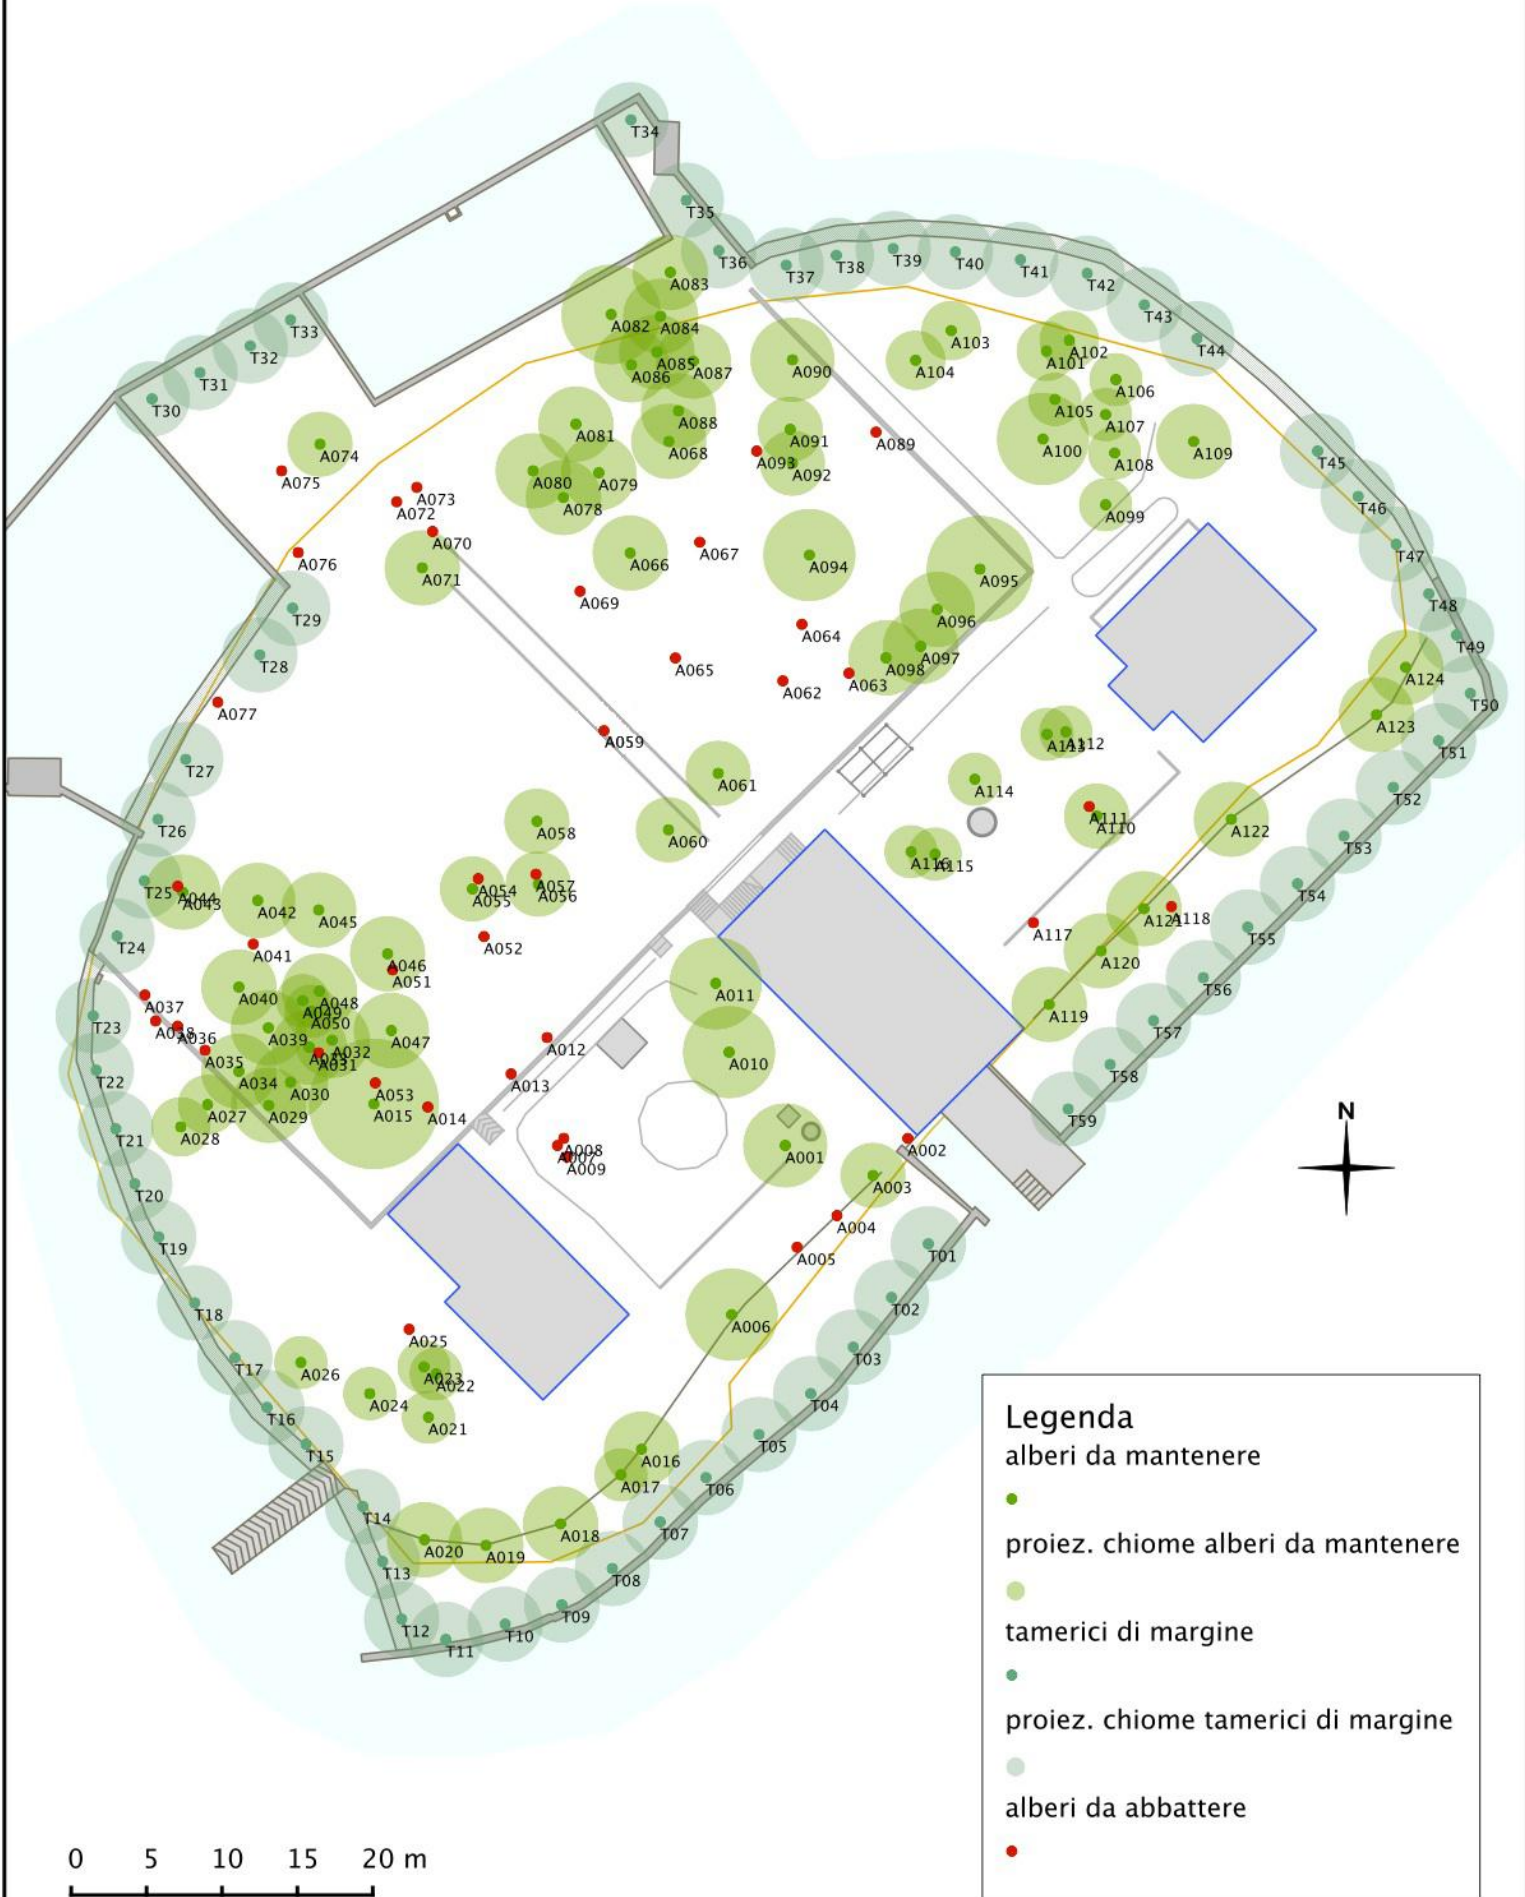 T34
T35
T36
T37
T38
T39
T40
T41
T42
T43
T44
A083
A082
A084
A103
A102
A101
A085
A086
A087
A090
A104
T33
T32
T31
T30
A106
A105
A107
A088
A081
A091
A089
A068
A093
A092
A100
A108
A109
T45
A074
A075
A080
A079
A078
A073
A072
A099
T46
A070
A076
A071
A066
A067
A094
A095
T47
A069
T48
T29
A096
A064
T49
T28
A065
A098
A097
A063
A062
A124
T50
A077
A123
A059
A113
A112
T51
T27
A061
A114
T52
T26
A058
A060
A111
A110
A122
T53
A116
A115
T25
A044
A043
A054
A055
A057
A056
T54
A042
A045
A121
A118
T24
A052
A117
T55
A041
A046
A051
A120
T56
A040
A048
A011
A037
A049
A050
A119
T23
A038
A036
A039
A047
T57
A012
A035
A033
A032
A031
A010
T22
A034
A053
A013
T58
A030
A027
A029
A015
A014
T59
T21
A028
A008
A007
A009
A001
A002
N
T20
A003
A004
T19
A005
T01
T18
T02
A006
A025
T17
A026
A023
A022
T03
A024
T04
T16
A021
T05
T15
A016
A017
T06
T14
A018
T07
A020
A019
T13
T08
T12
T09
T10
T11
Legenda
alberi da mantenere
proiez. chiome alberi da mantenere
tamerici di margine
proiez. chiome tamerici di margine
alberi da abbattere
0 5 10 15 20 m